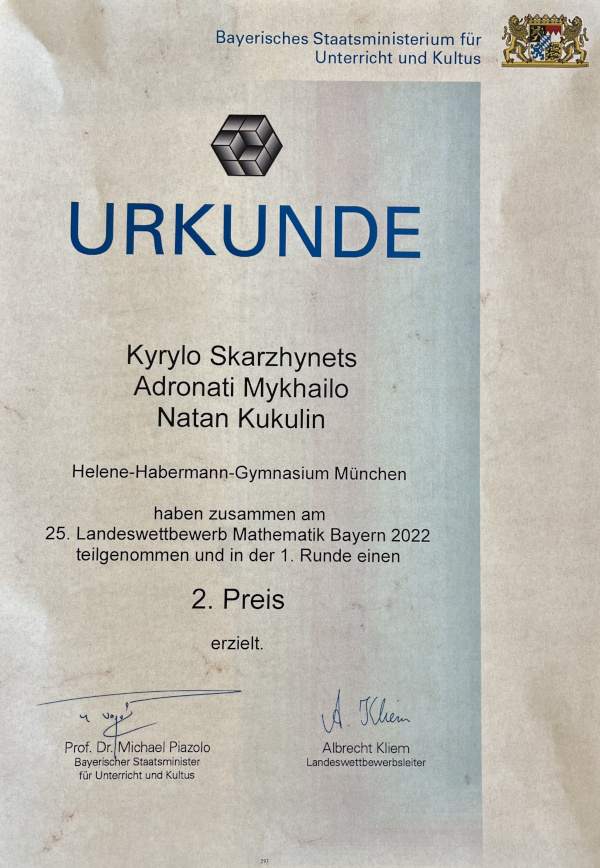 Bayerisches Staatsministerium für
Unterricht und Kultus
URKUNDE
Kyrylo Skarzhynets
Adronati Mykhailo
Natan Kukulin
Helene-Habermann-Gymnasium München
haben zusammen am
25. Landeswettbewerb Mathematik Bayern 2022
teilgenommen und in der 1. Runde einen
2. Preis
erzielt.
A. Kliem
Prof. Dr. Michael Piazolo
Bayerischer Staatsminister
für Unterricht und Kultus
Albrecht Kliem
Landeswettbewerbsleiter
291